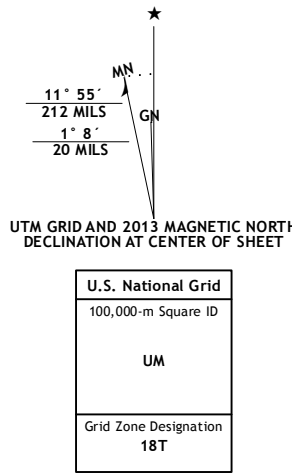 MN
GN
11° 55´
212 MILS
1° 8´
20 MILS
UTM GRID AND 2013 MAGNETIC NORTH
DECLINATION AT CENTER OF SHEET
U.S. National Grid
100,000-m Square ID
UM
Grid Zone Designation
18T